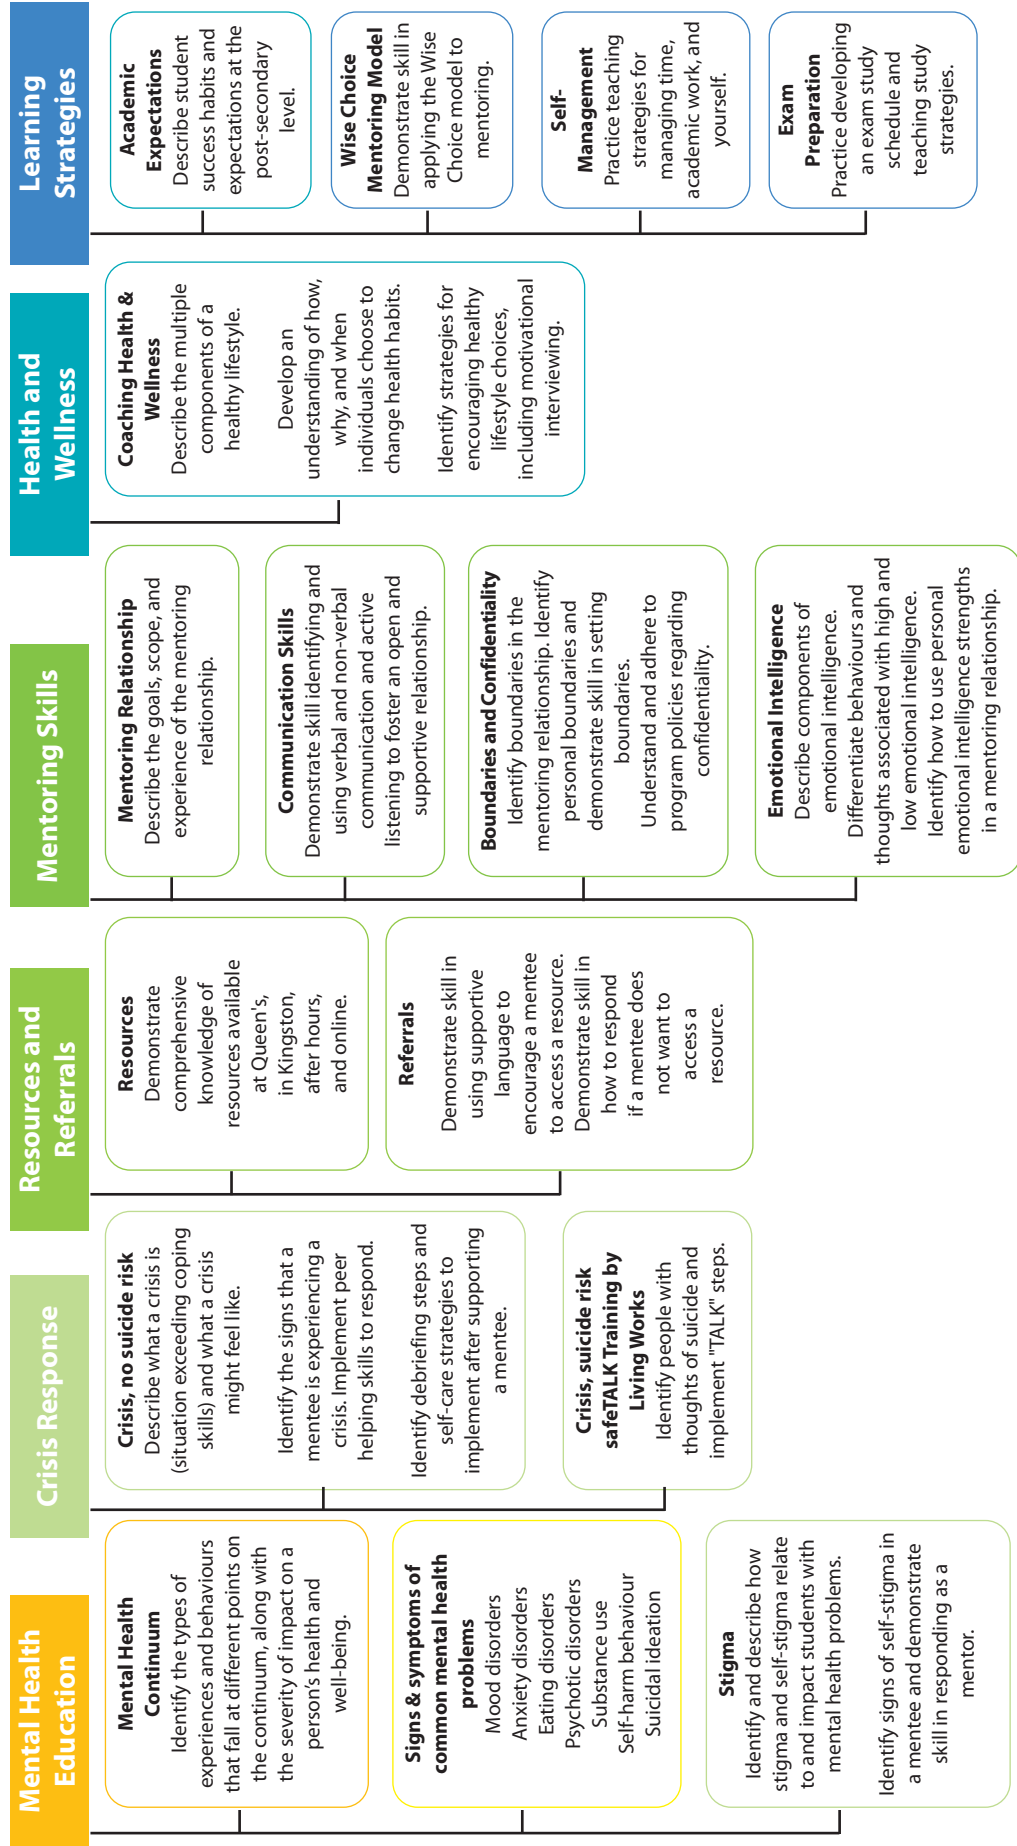 Mental Health
Education
Mental Health
Continuum
Identify the types of
experiences and behaviours
that fall at different points on
the continuum, along with
the severity of impact on a
person's health and
well-being.
Signs & symptoms of
common mental health
problems
Mood disorders
Anxiety disorders
Eating disorders
Psychotic disorders
Substance use
Self-harm behaviour
Suicidal ideation
Stigma
Identify and describe how
stigma and self-stigma relate
to and impact students with
mental health problems.
Identify signs of self-stigma in
a mentee and demonstrate
skill in responding as a
mentor.
Crisis Response
Crisis, no suicide risk
Describe what a crisis is
(situation exceeding coping
skills) and what a crisis
might feel like.
Identify the signs that a
mentee is experiencing a
crisis. Implement peer
helping skills to respond.
Identify debriefing steps and
self-care strategies to
implement after supporting
a mentee.
Crisis, suicide risk
safeTALK Training by
Living Works
Identify people with
thoughts of suicide and
implement "TALK" steps.
Resources and
Referrals
Resources
Demonstrate
comprehensive
knowledge of
resources available
at Queen's,
in Kingston,
after hours,
and online.
Referrals
Demonstrate skill in
using supportive
language to
encourage a mentee
to access a resource.
Demonstrate skill in
how to respond
if a mentee does
not want to
access a
resource.
Mentoring Skills
Mentoring Relationship
Describe the goals, scope, and
experience of the mentoring
relationship.
Communication Skills
Demonstrate skill identifying and
using verbal and non-verbal
communication and active
listening to foster an open and
supportive relationship.
Boundaries and Confidentiality
Identify boundaries in the
mentoring relationship. Identify
personal boundaries and
demonstrate skill in setting
boundaries.
Understand and adhere to
program policies regarding
confidentiality.
Emotional Intelligence
Describe components of
emotional intelligence.
Differentiate behaviours and
thoughts associated with high and
low emotional intelligence.
Identify how to use personal
emotional intelligence strengths
in a mentoring relationship.
Health and
Wellness
Coaching Health &
Wellness
Describe the multiple
components of a
healthy lifestyle.
Develop an
understanding of how,
why, and when
individuals choose to
change health habits.
Identify strategies for
encouraging healthy
lifestyle choices,
including motivational
interviewing.
Learning
Strategies
Academic
Expectations
Describe student
success habits and
expectations at the
post-secondary
level.
Wise Choice
Mentoring Model
Demonstrate skill in
applying the Wise
Choice model to
mentoring.
Self-
Management
Practice teaching
strategies for
managing time,
academic work, and
yourself.
Exam
Preparation
Practice developing
an exam study
schedule and
teaching study
strategies.